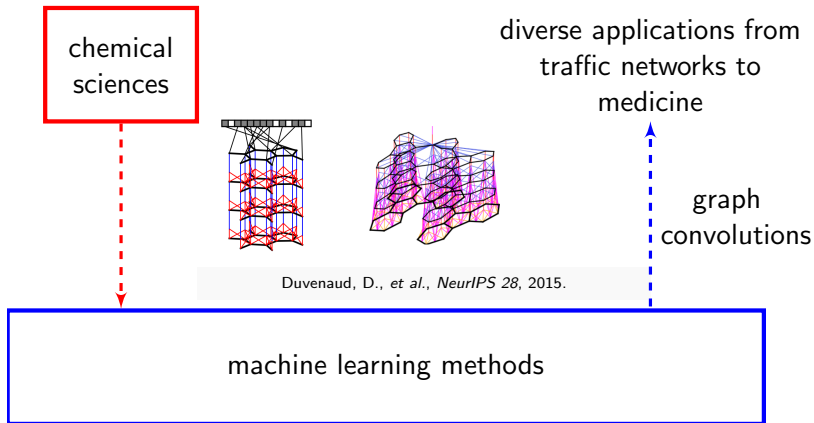 chemical
sciences
diverse applications from
traffic networks to
medicine
graph
convolutions
Duvenaud, D., et al., NeurIPS 28, 2015.
machine learning methods